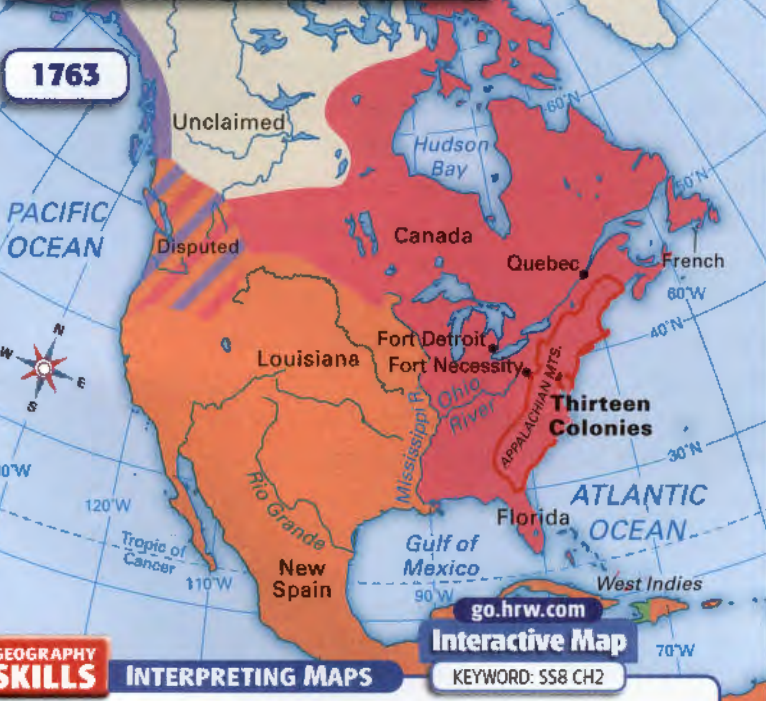 1763
Unclaimed
Hudson
Bay
60°N
50°N
PACIFIC
OCEAN
Disputed
Canada
Quebec
French
60°W
40°N
N
W
E
S
Fort Detroit
Fort Necessity
Louisiana
Ohio
River
APPALACHIAN MTS.
Thirteen
Colonies
Mississippi R.
30°N
0°W
120°W
Rio Grande
ATLANTIC
OCEAN
Florida
Tropic of
Cancer
Gulf of
Mexico
New
Spain
110°W
90°W
West Indies
70°W
go.hrw.com
Interactive Map
KEYWORD: SS8 CH2
GEOGRAPHY
SKILLS
INTERPRETING MAPS